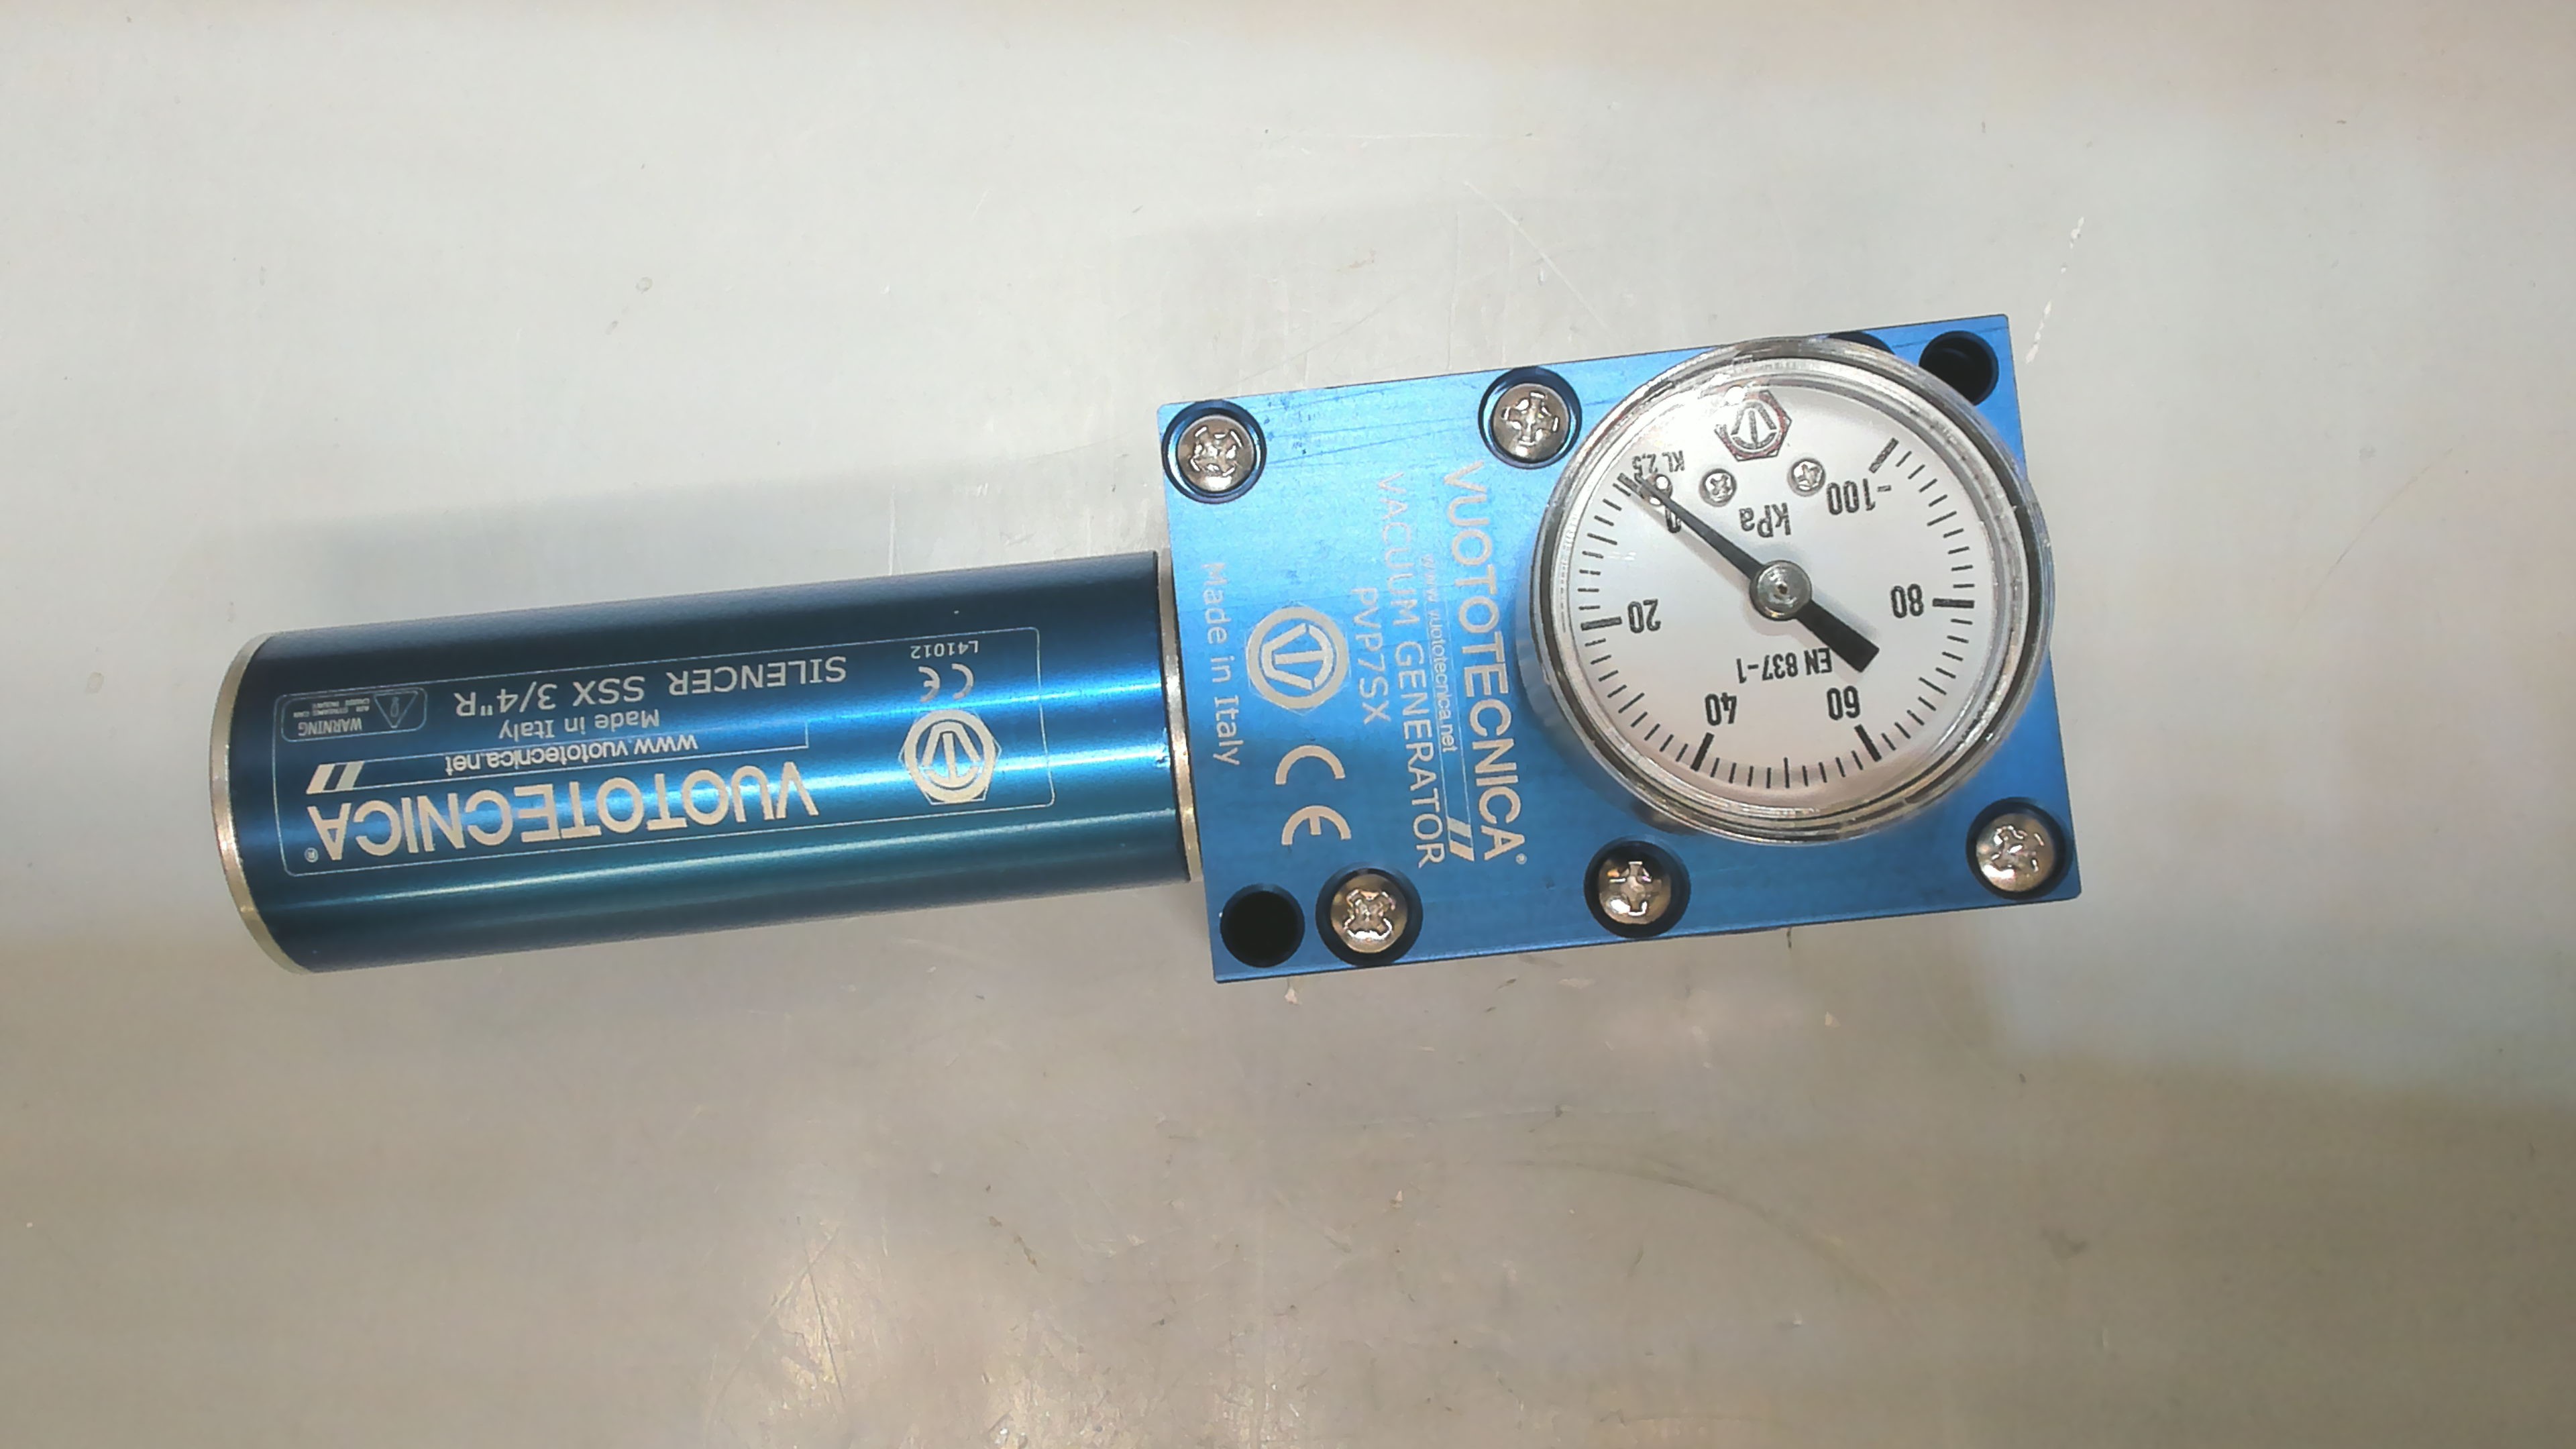 VUOTOTECNICA®
www.vuototecnica.net
Made in Italy
SILENCER SSX 3/4"R
WARNING
CE
L41012
VUOTOTECNICA®
www.vuototecnica.net
VACUUM GENERATOR
PVP7SX
CE
Made in Italy
EN 837-1
kPa
0
20
40
60
80
-100
KL 2,5